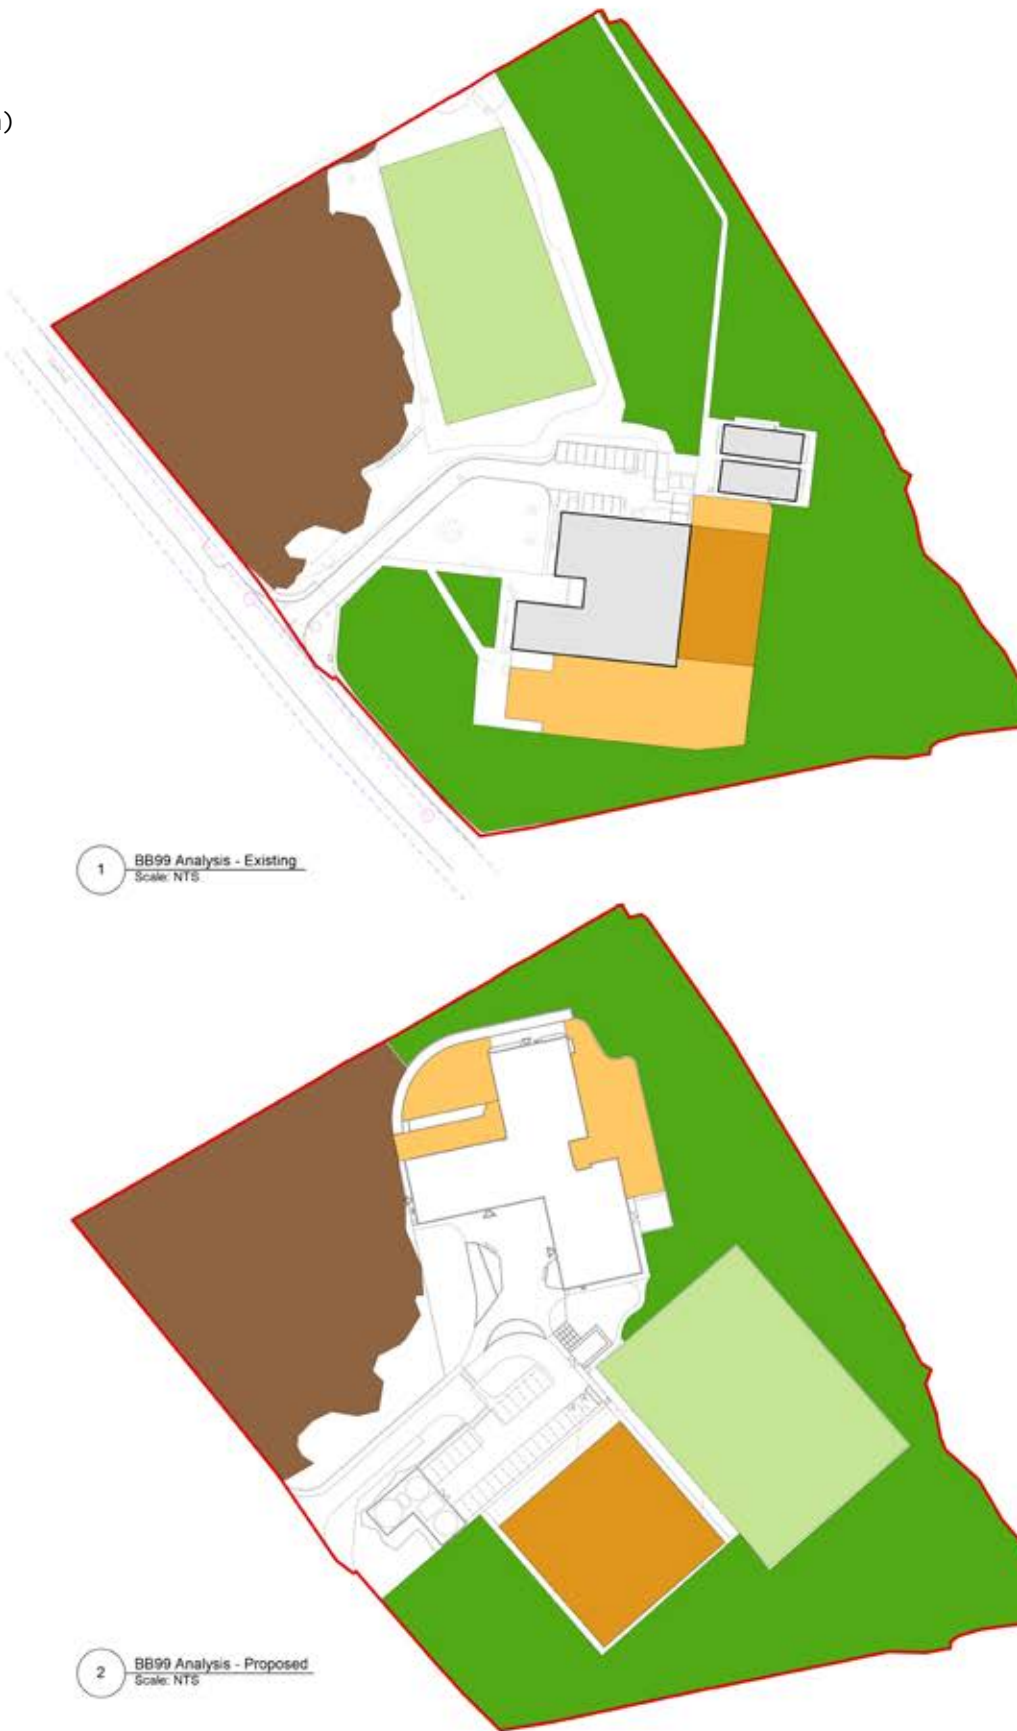 )
1
BB99 Analysis - Existing
Scale: NTS
2
BB99 Analysis - Proposed
Scale: NTS